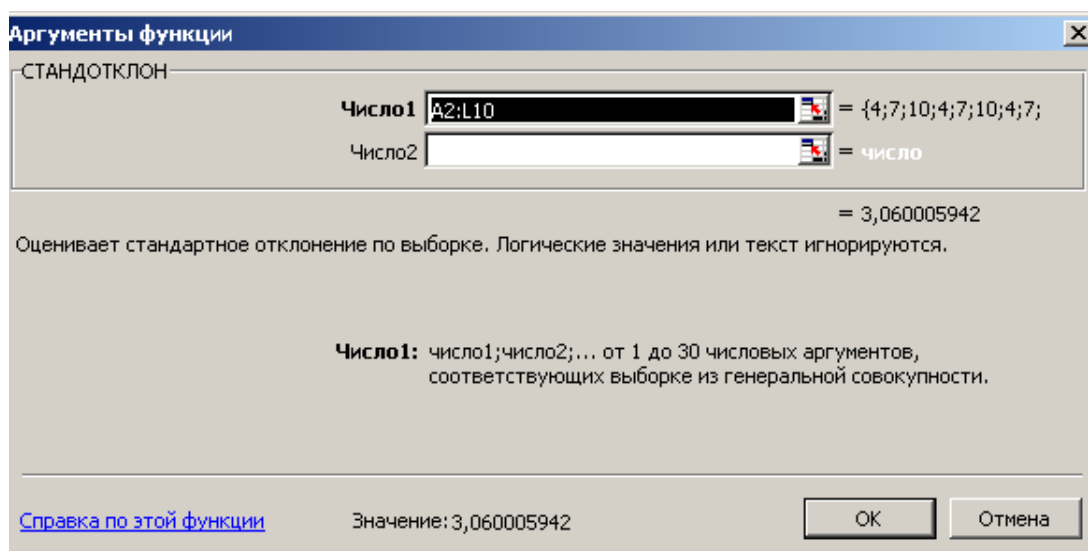 Аргументы функции
СТАНДОТКЛОН
Число1 A2:L10 = {4;7;10;4;7;10;4;7;
Число2 = число
= 3,060005942
Оценивает стандартное отклонение по выборке. Логические значения или текст игнорируются.
Число1: число1;число2;... от 1 до 30 числовых аргументов,
соответствующих выборке из генеральной совокупности.
Справка по этой функции Значение:3,060005942 OK Отмена